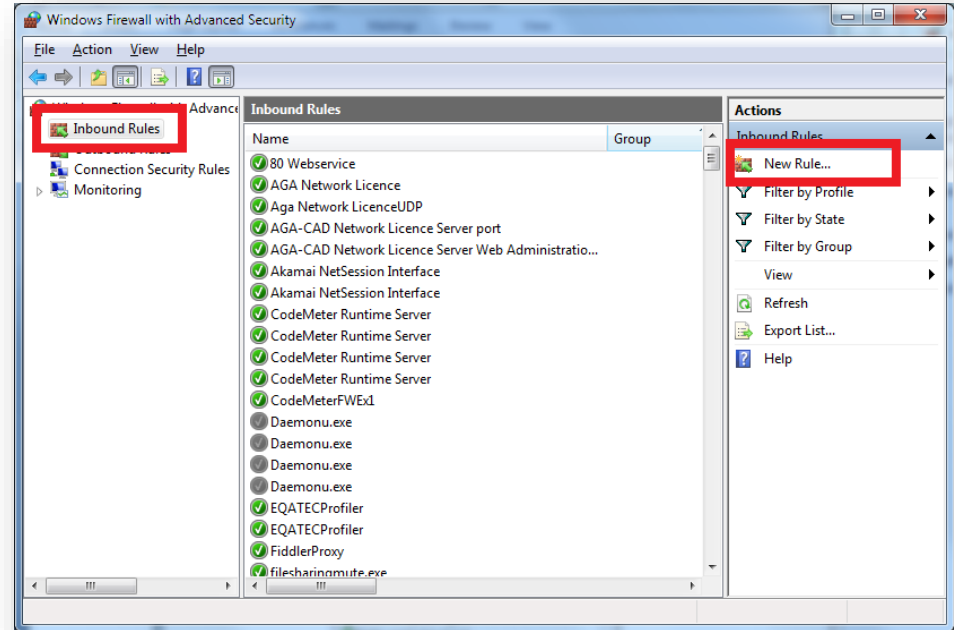 Windows Firewall with Advanced Security
File Action View Help
Advance
Inbound Rules
Connection Security Rules
Monitoring
Inbound Rules
Name Group
80 Webservice
AGA Network Licence
Aga Network LicenceUDP
AGA-CAD Network Licence Server port
AGA-CAD Network Licence Server Web Administratio...
Akamai NetSession Interface
Akamai NetSession Interface
CodeMeter Runtime Server
CodeMeter Runtime Server
CodeMeter Runtime Server
CodeMeter Runtime Server
CodeMeterFWEx1
Daemonu.exe
Daemonu.exe
Daemonu.exe
Daemonu.exe
EQATECProfiler
EQATECProfiler
FiddlerProxy
filesharingmute.exe
Actions
Inbound Rules
New Rule...
Filter by Profile
Filter by State
Filter by Group
View
Refresh
Export List...
Help